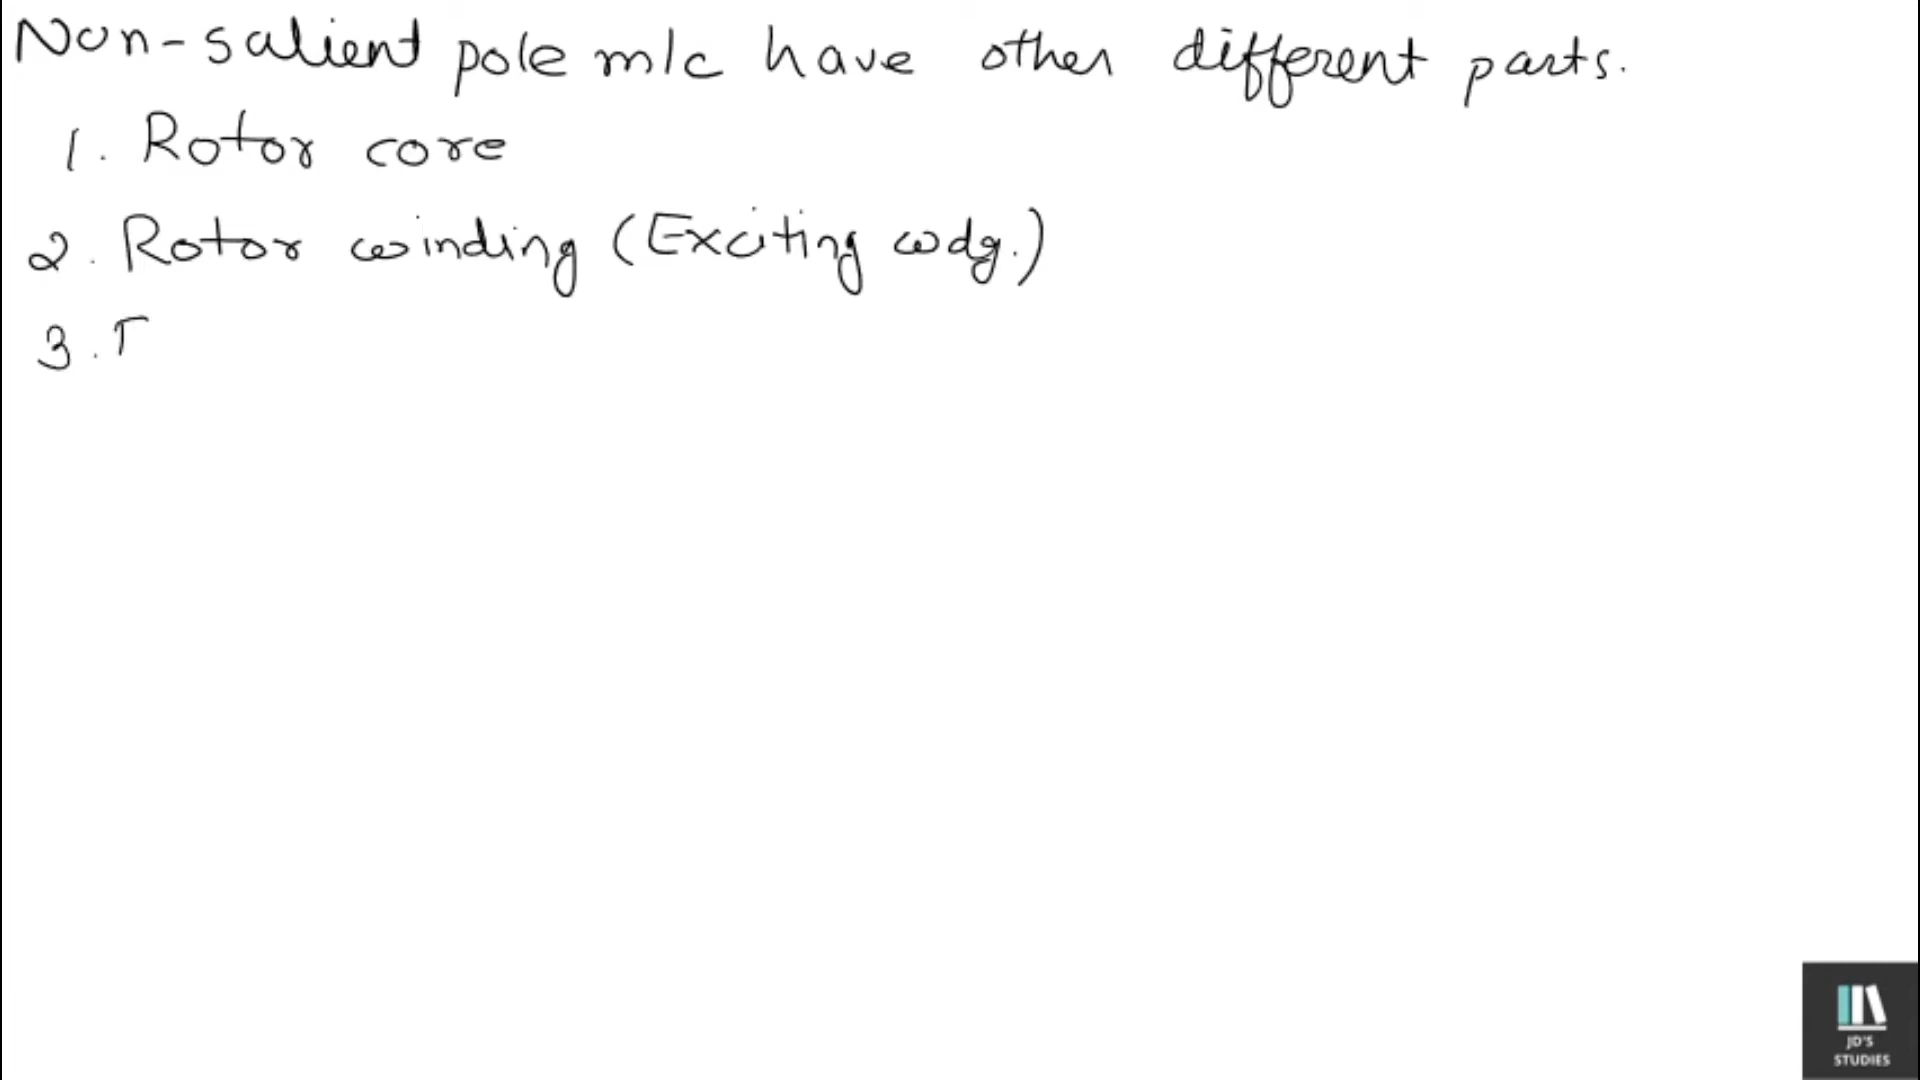 Non-salient pole m/c have other different parts.
1. Rotor core
2. Rotor winding (Exciting wdg.)
3.
JD'S
STUDIES